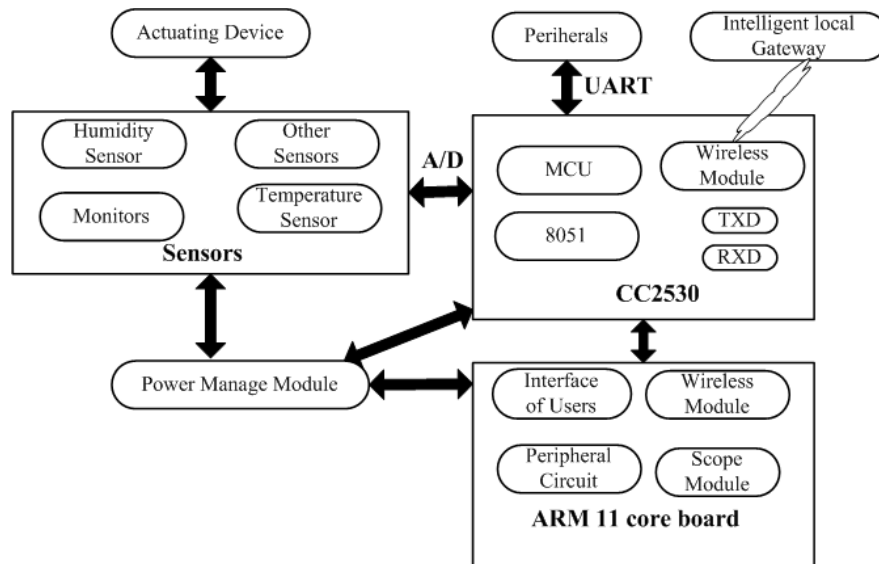 Actuating Device
Periherals
Intelligent local
Gateway
UART
Humidity
Sensor
Other
Sensors
A/D
MCU
Wireless
Module
Monitors
Temperature
Sensor
8051
TXD
RXD
Sensors
CC2530
Power Manage Module
Interface
of Users
Wireless
Module
Peripheral
Circuit
Scope
Module
ARM 11 core board